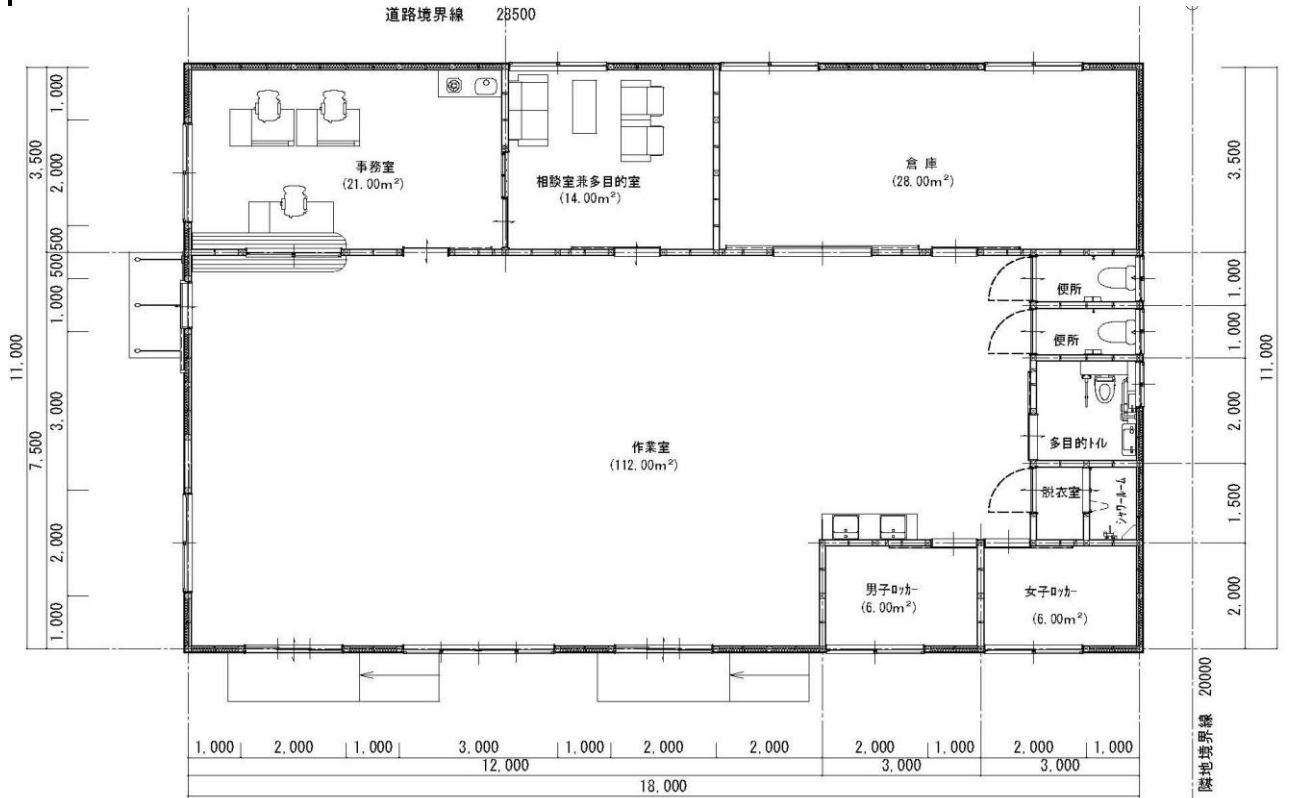 道路境界線 28500
事務室
(21.00m²)
相談室兼多目的室
(14.00m²)
倉庫
(28.00m²)
便所
便所
多目的トイレ
脱衣室
シャワールーム
作業室
(112.00m²)
男子ロッカー
(6.00m²)
女子ロッカー
(6.00m²)
11,000
3,500
7,500
1,000
2,000
500
500
1,000
3,000
2,000
1,000
3,500
1,000
1,000
2,000
1,500
2,000
11,000
隣地境界線 20000
1,000
2,000
1,000
3,000
1,000
2,000
2,000
2,000
1,000
2,000
1,000
12,000
3,000
3,000
18,000